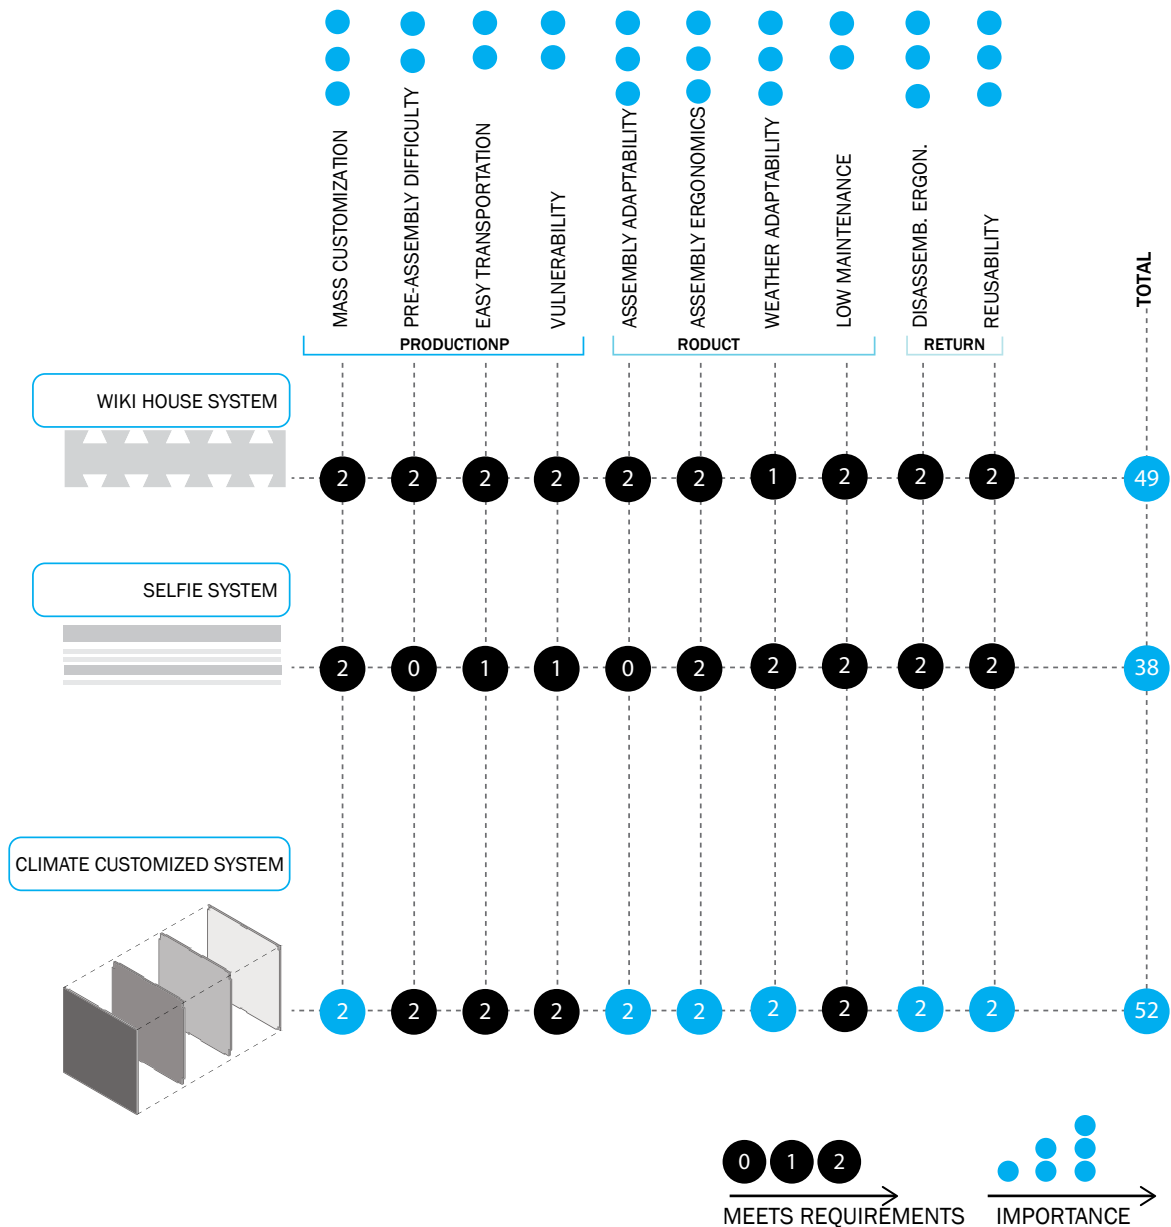 MASS CUSTOMIZATION
PRE-ASSEMBLY DIFFICULTY
EASY TRANSPORTATION
VULNERABILITY
ASSEMBLY ADAPTABILITY
ASSEMBLY ERGONOMICS
WEATHER ADAPTABILITY
LOW MAINTENANCE
DISASSEMB. ERGON.
REUSABILITY
TOTAL
PRODUCTIONP RODUCT RETURN
WIKI HOUSE SYSTEM
2 2 2 2 2 2 1 2 2 2 49
SELFIE SYSTEM
2 0 1 1 0 2 2 2 2 2 38
CLIMATE CUSTOMIZED SYSTEM
2 2 2 2 2 2 2 2 2 2 52
0 1 2
MEETS REQUIREMENTS IMPORTANCE